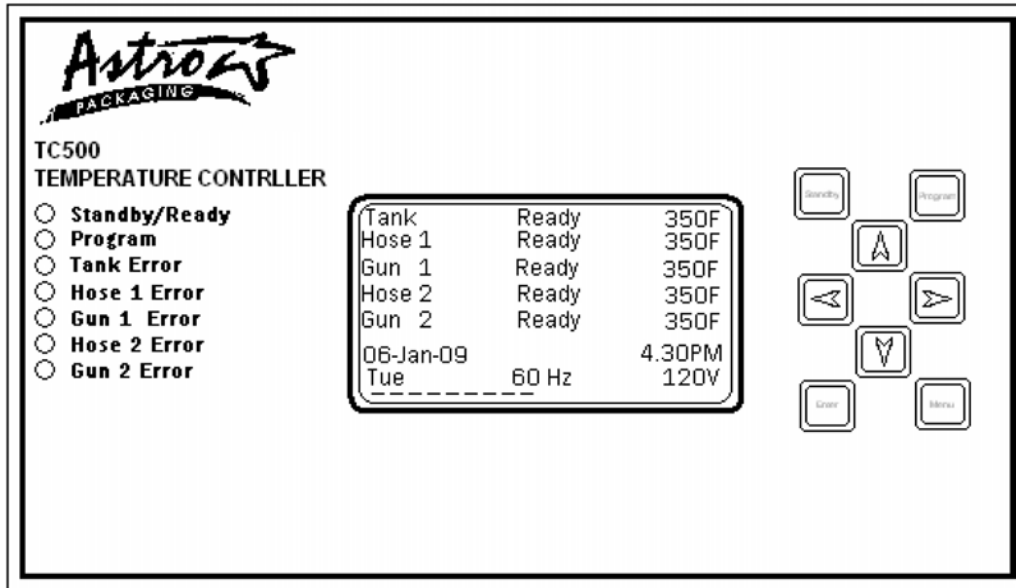 Astro
PACKAGING
TC500
TEMPERATURE CONTRLLER
Standby/Ready
Program
Tank Error
Hose 1 Error
Gun 1 Error
Hose 2 Error
Gun 2 Error
Tank Ready 350F
Hose 1 Ready 350F
Gun 1 Ready 350F
Hose 2 Ready 350F
Gun 2 Ready 350F
06-Jan-09 4.30PM
Tue 60 Hz 120V
Standby
Program
Enter
Menu